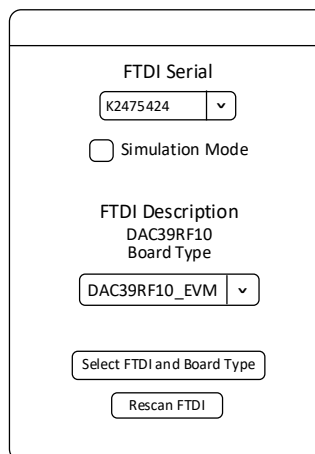 FTDI Serial
K2475424
Simulation Mode
FTDI Description
DAC39RF10
Board Type
DAC39RF10_EVM
Select FTDI and Board Type
Rescan FTDI